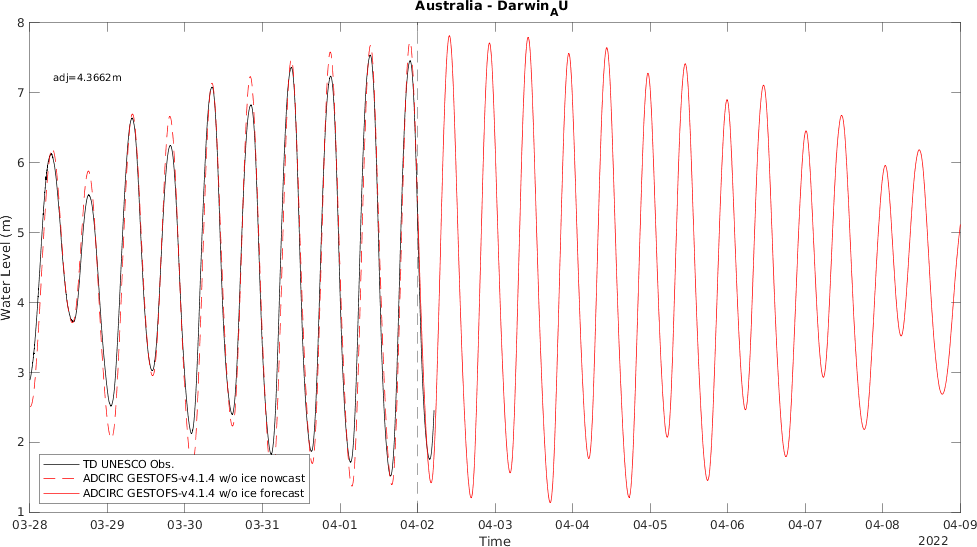 Australia - Darwin_AU
8
adj=4.3662m
7
6
5
4
3
2
1
Water Level (m)
TD UNESCO Obs.
ADCIRC GESTOFS-v4.1.4 w/o ice nowcast
ADCIRC GESTOFS-v4.1.4 w/o ice forecast
03-28 03-29 03-30 03-31 04-01 04-02 04-03 04-04 04-05 04-06 04-07 04-08 04-09
Time
2022